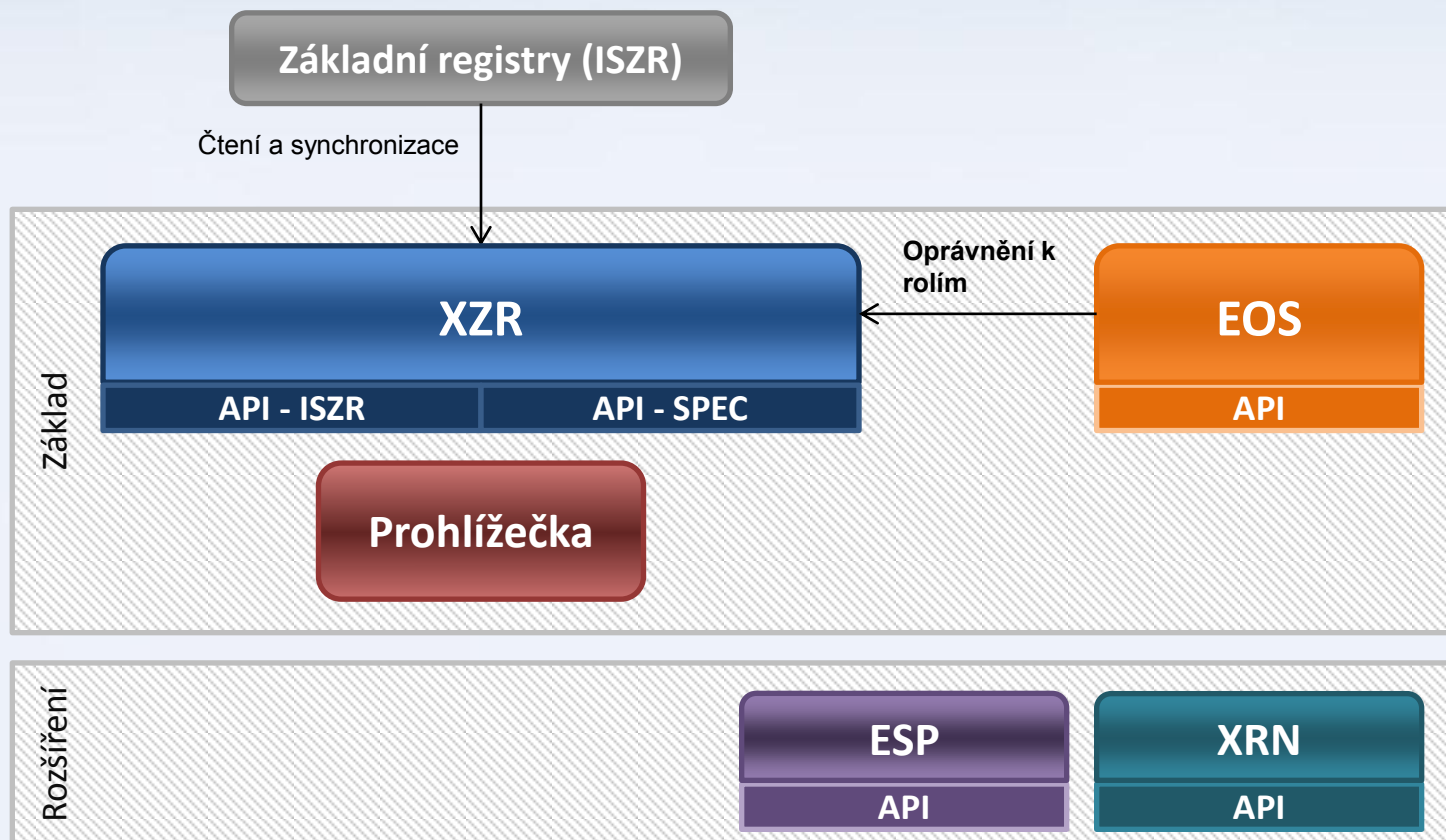 Základní registry (ISZR)
Čtení a synchronizace
Základ
XZR
API - ISZR
API - SPEC
Oprávnění k
rolím
EOS
API
Prohlížečka
Rozšíření
ESP
API
XRN
API